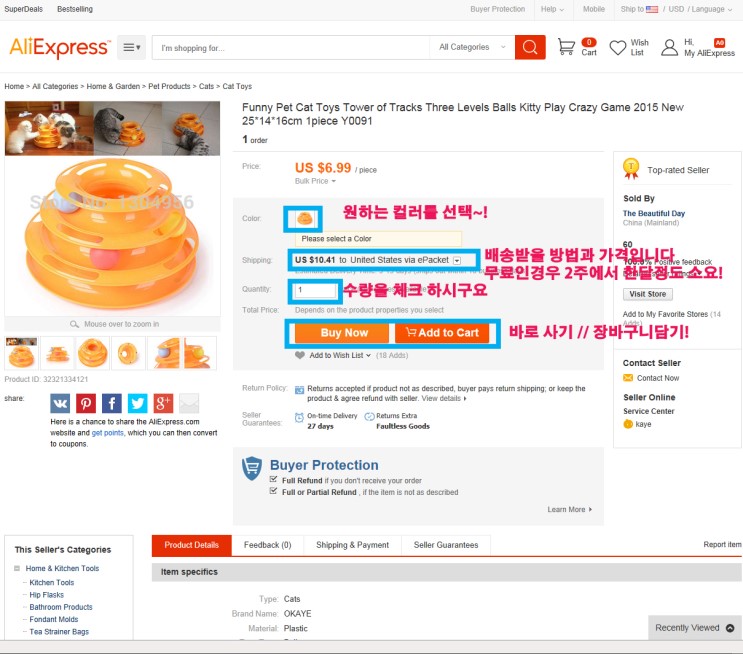 SuperDeals Bestselling
Buyer Protection Help Mobile Ship to / USD / Language
AliExpress™
I'm shopping for...
All Categories
0
Cart
Wish
List
Hi,
My AliExpress
Home > All Categories > Home & Garden > Pet Products > Cats > Cat Toys
Funny Pet Cat Toys Tower of Tracks Three Levels Balls Kitty Play Crazy Game 2015 New
25*14*16cm 1piece Y0091
1 order
Price: US $6.99 / piece
Bulk Price
Color:
원하는 컬러를 선택~!
Please select a Color
Shipping: US $10.41 to United States via ePacket
배송받을 방법과 가격입니다
무료인경우 2주에서 한달정도 소요!
Quantity: 1
수량을 체크 하시구요
Total Price: Depends on the product properties you select
Buy Now Add to Cart
바로 사기 // 장바구니담기!
Add to Wish List (18 Adds)
Mouse over to zoom in
Product ID: 32321334121
share:
Here is a chance to share the AliExpress.com
website and get points, which you can then convert
to coupons.
Return Policy: Returns accepted if product not as described, buyer pays return shipping; or keep the
product & agree refund with seller. View details
Seller
Guarantees:
On-time Delivery
27 days
Returns Extra
Faultless Goods
Buyer Protection
Full Refund if you don't receive your order
Full or Partial Refund , if the item is not as described
Learn More
Top-rated Seller
Sold By
The Beautiful Day
China (Mainland)
60
100.0% Positive feedback
Visit Store
Add to My Favorite Stores (14
Adds)
Contact Seller
Contact Now
Seller Online
Service Center
kaye
This Seller's Categories
Home & Kitchen Tools
Kitchen Tools
Hip Flasks
Bathroom Products
Fondant Molds
Tea Strainer Bags
Product Details Feedback (0) Shipping & Payment Seller Guarantees Report item
Item specifics
Type: Cats
Brand Name: OKAYE
Material: Plastic
Recently Viewed